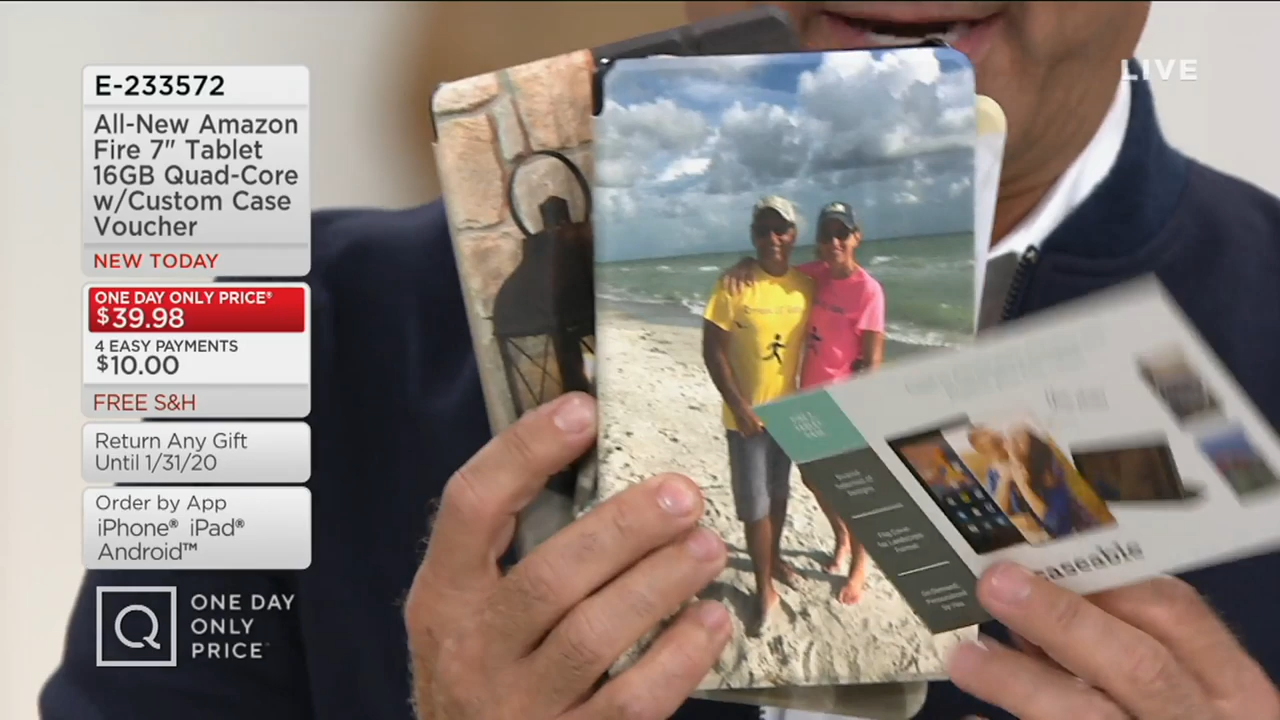 E-233572
All-New Amazon
Fire 7" Tablet
16GB Quad-Core
w/Custom Case
Voucher
NEW TODAY
ONE DAY ONLY PRICE®
$39.98
4 EASY PAYMENTS
$10.00
FREE S&H
Return Any Gift
Until 1/31/20
Order by App
iPhone® iPad®
Android™
Q
ONE DAY
ONLY
PRICE™
LIVE
caseable